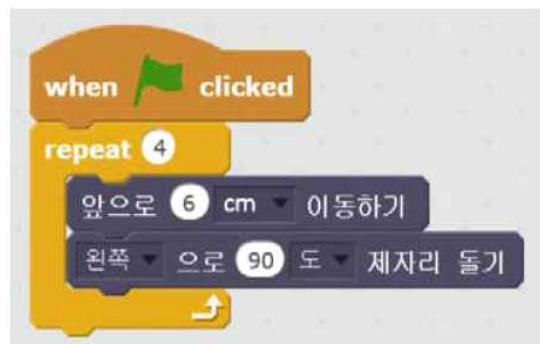 when clicked
repeat 4
앞으로 6 cm 이동하기
왼쪽 으로 90 도 제자리 돌기